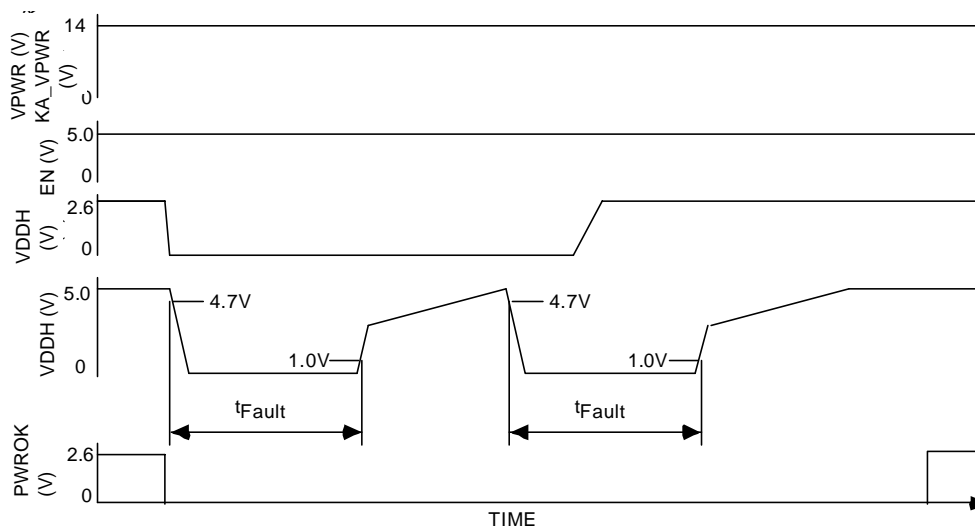 VPWR (V)
KA_VPWR
(V)
14
0
EN (V)
5.0
0
VDDH
(V)
2.6
0
VDDH (V)
5.0
0
4.7V
1.0V
4.7V
1.0V
tFault
tFault
PWROK
(V)
2.6
0
TIME